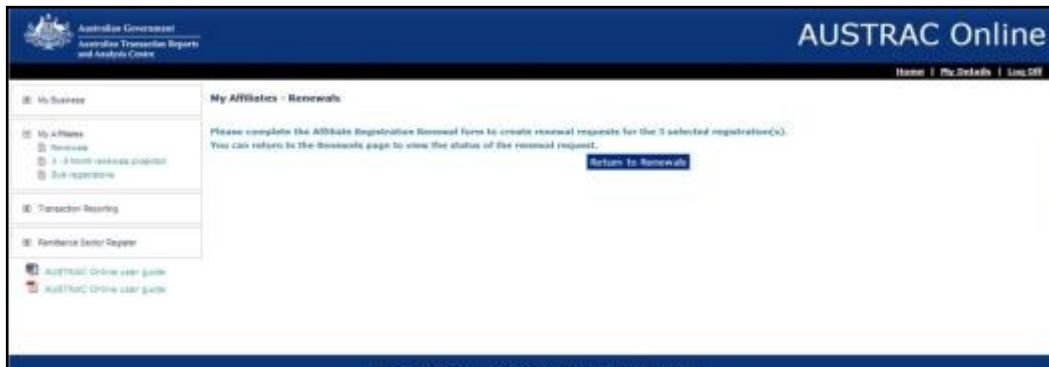 Australian Government
Australian Transaction Reports
and Analysis Centre
AUSTRAC Online
Home | My Details | Log Off
My Business
My Affiliates
Renewals
Bulk registrations
Transaction Reporting
Remittance Sector Register
AUSTRAC Online user guide
AUSTRAC Online user guide
My Affiliates - Renewals
Please complete the Affiliate Registration Renewal form to create renewal requests for the 3 selected registration(s).
You can return to the Renewals page to view the status of the renewal request.
Return to Renewals